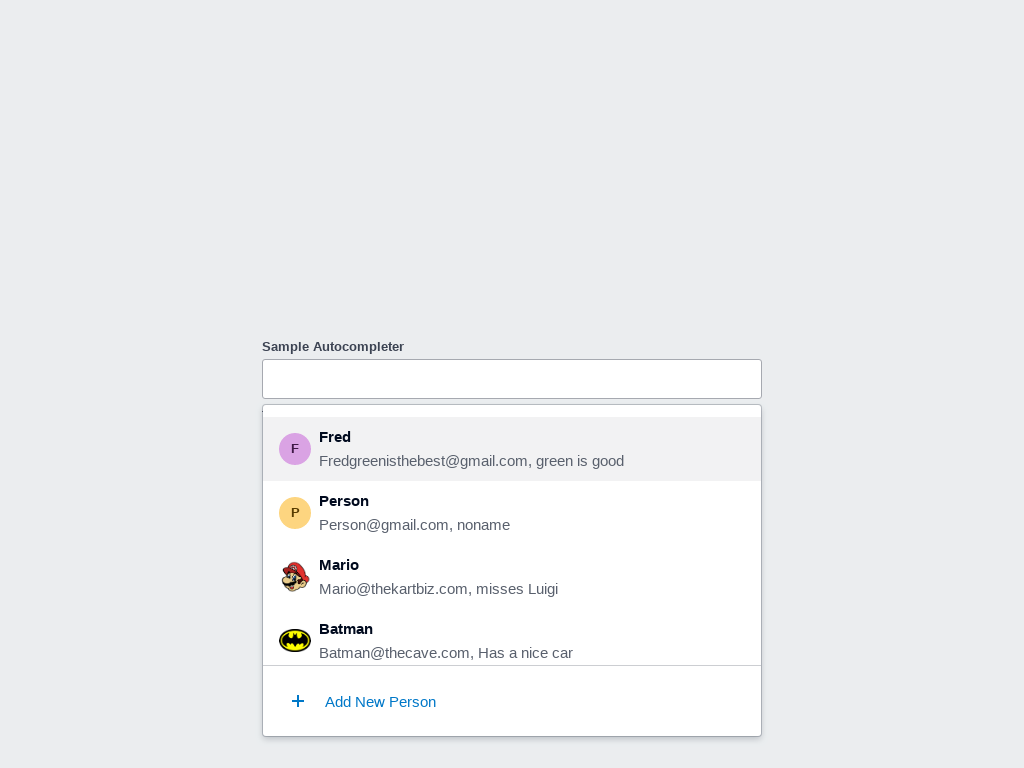 Sample Autocompleter
F
Fred
Fredgreenisthebest@gmail.com, green is good
P
Person
Person@gmail.com, noname
Mario
Mario@thekartbiz.com, misses Luigi
Batman
Batman@thecave.com, Has a nice car
+ Add New Person